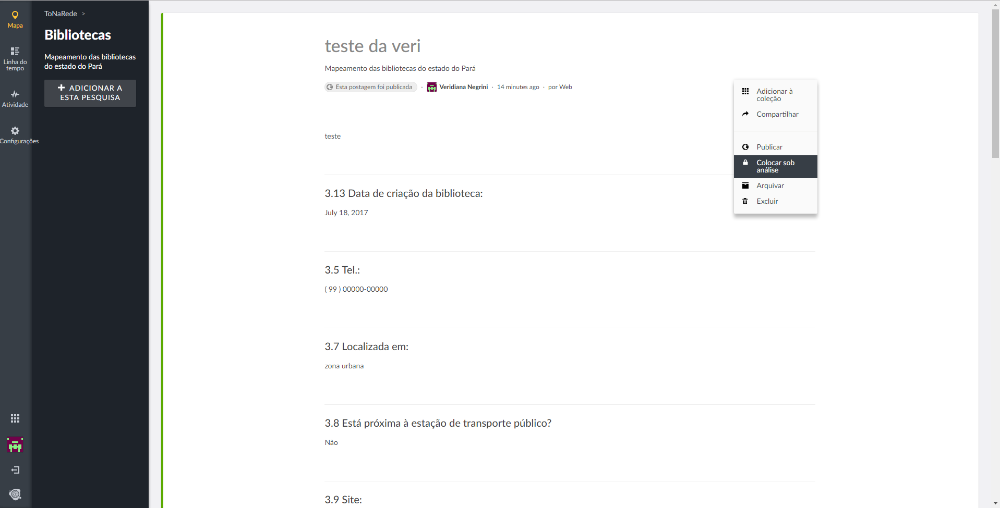 Mapa
Linha do
tempo
Atividade
Configurações
ToNaRede >
Bibliotecas
Mapeamento das bibliotecas
do estado do Pará
+ ADICIONAR A
ESTA PESQUISA
teste da veri
Mapeamento das bibliotecas do estado do Pará
Esta postagem foi publicada · Veridiana Negrini · 14 minutes ago · por Web
teste
3.13 Data de criação da biblioteca:
July 18, 2017
3.5 Tel.:
( 99 ) 00000-00000
3.7 Localizada em:
zona urbana
3.8 Está próxima à estação de transporte público?
Não
3.9 Site:
Adicionar à
coleção
Compartilhar
Publicar
Colocar sob
análise
Arquivar
Excluir